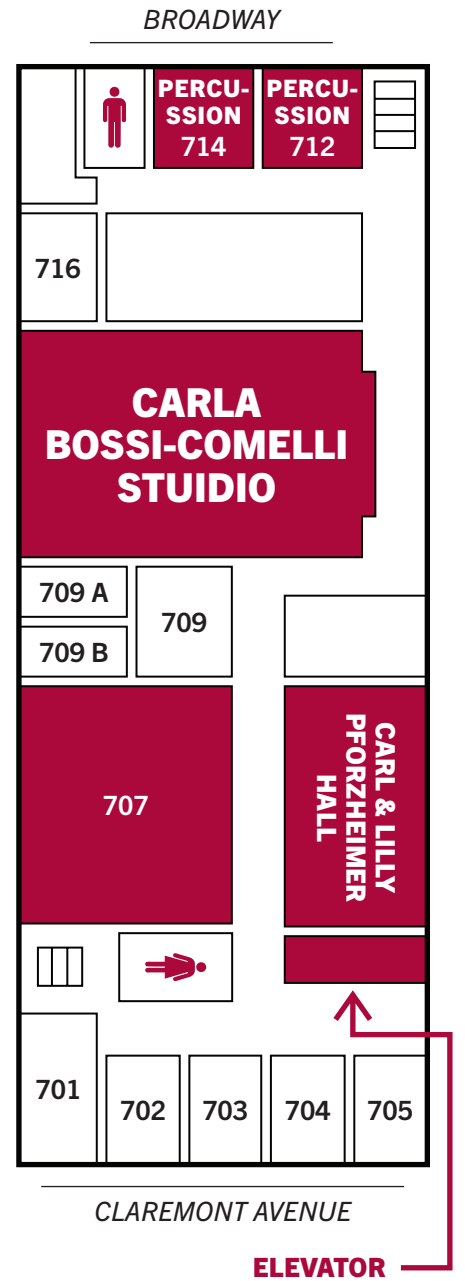 BROADWAY
PERCU-
SSION
714
PERCU-
SSION
712
716
CARLA
BOSSI-COMELLI
STUIDIO
709 A
709
709 B
CARL & LILLY
PFORZHEIMER
HALL
707
701
702
703
704
705
CLAREMONT AVENUE
ELEVATOR